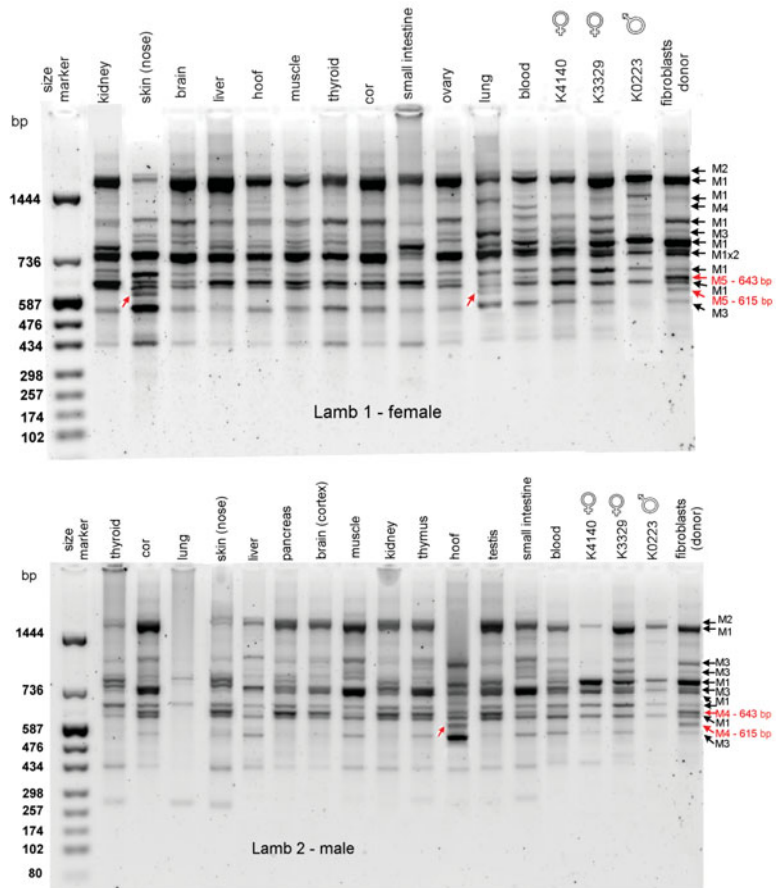 ♀ ♀ ♂
size
marker
kidney
skin (nose)
brain
liver
hoof
muscle
thyroid
cor
small intestine
ovary
lung
blood
K4140
K3329
K0223
fibroblasts
donor
bp
1444
736
587
476
434
298
257
174
102
M2
M1
M1
M4
M1
M3
M1
M1x2
M1
M5 - 643 bp
M1
M5 - 615 bp
M3
Lamb 1 - female
♀ ♀ ♂
size
marker
thyroid
cor
lung
skin (nose)
liver
pancreas
brain (cortex)
muscle
kidney
thymus
hoof
testis
small intestine
blood
K4140
K3329
K0223
fibroblasts
(donor)
bp
1444
736
587
476
434
298
257
174
102
80
M2
M1
M3
M3
M1
M3
M1
M4 - 643 bp
M1
M4 - 615 bp
M3
Lamb 2 - male